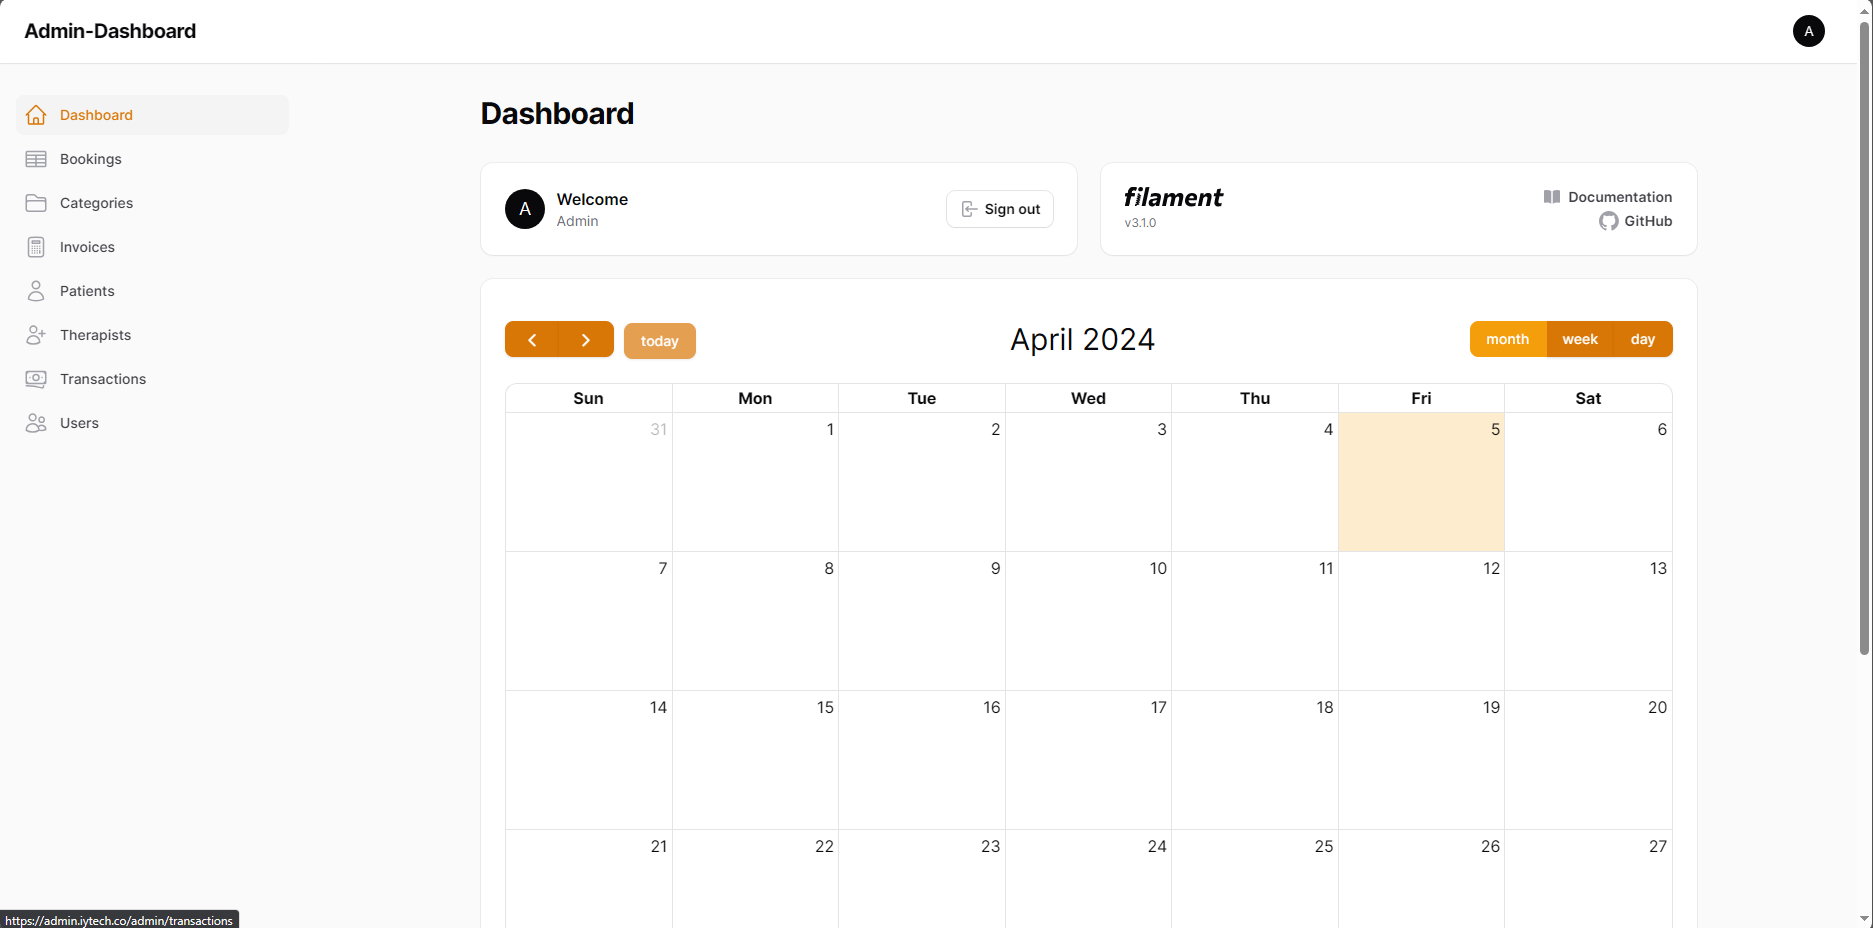 Admin-Dashboard
A
Dashboard
Bookings
Categories
Invoices
Patients
Therapists
Transactions
Users
Dashboard
A
Welcome
Admin
Sign out
filament
v3.1.0
Documentation
GitHub
today
April 2024
month week day
Sun Mon Tue Wed Thu Fri Sat
31 1 2 3 4 5 6
7 8 9 10 11 12 13
14 15 16 17 18 19 20
21 22 23 24 25 26 27
https://admin.iytech.co/admin/transactions